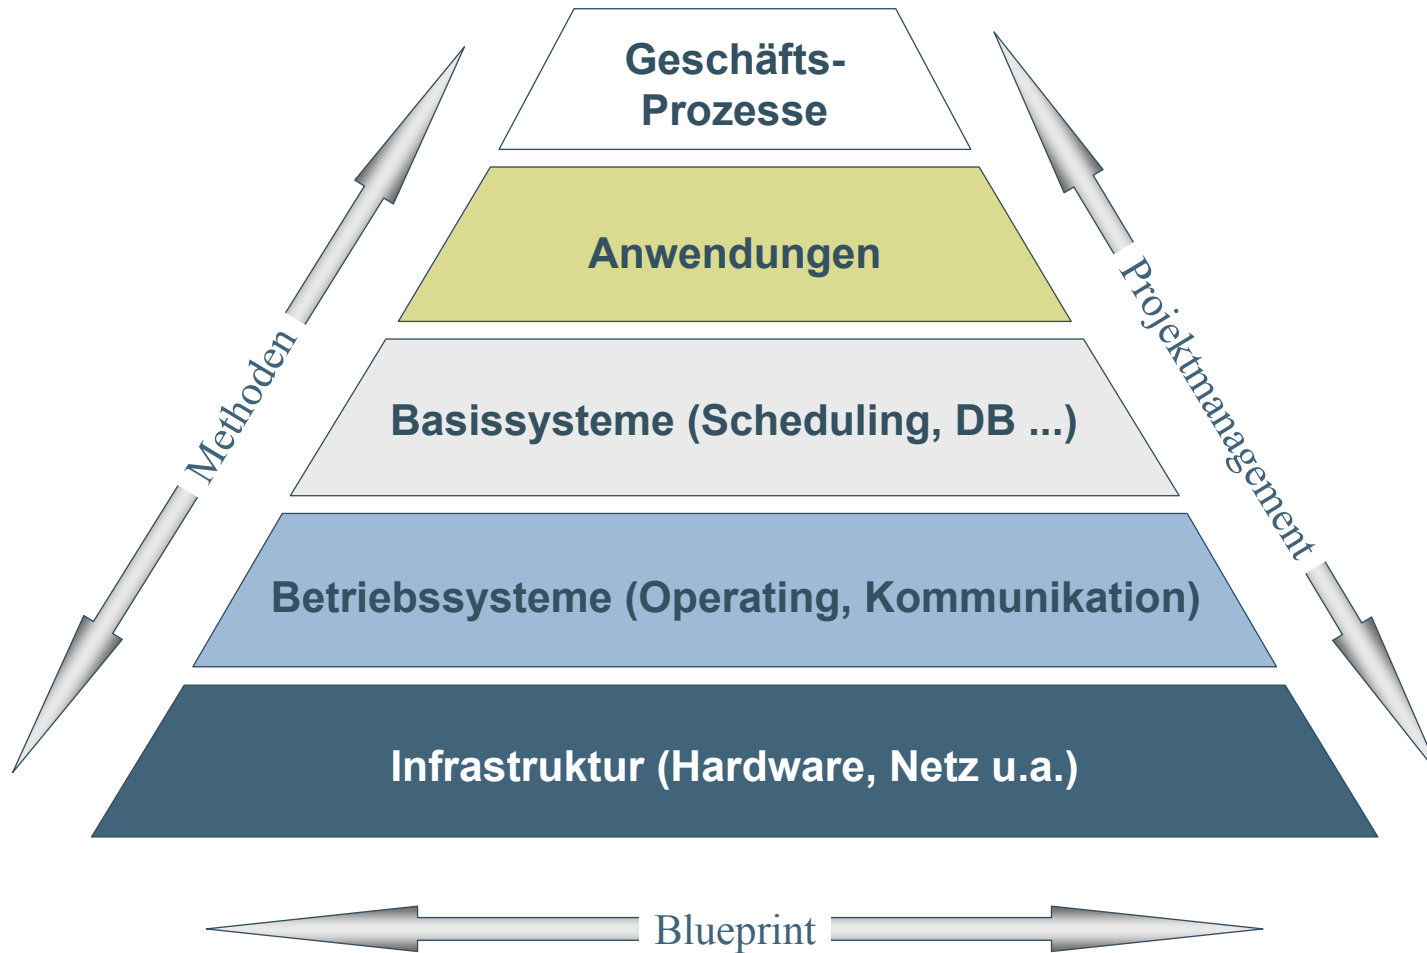 Geschäfts-
Prozesse
Anwendungen
Methoden
Projektmanagement
Basissysteme (Scheduling, DB ...)
Betriebssysteme (Operating, Kommunikation)
Infrastruktur (Hardware, Netz u.a.)
Blueprint